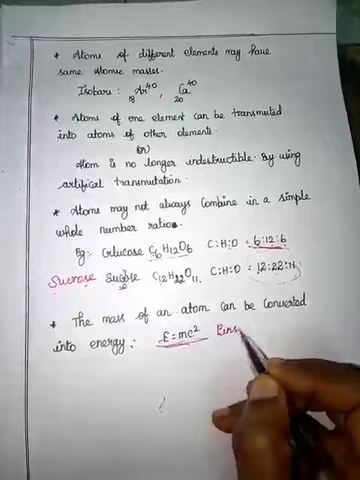 * Atoms of different elements may have
same Atomic masses.
Isobars : ₁₈Ar⁴⁰, ₂₀Ca⁴⁰
* Atoms of one element can be transmuted
into atoms of other elements.
(or)
Atom is no longer indestructible. By using
artifical transmutation.
* Atoms may not always combine in a simple
whole number ratio.
Eg: Glucose C₆H₁₂O₆ C:H:O = 6:12:6
Sucrose Sucose C₁₂H₂₂O₁₁ C:H:O = 12:22:11
* The mass of an atom can be converted
into energy: E=mc² Eins